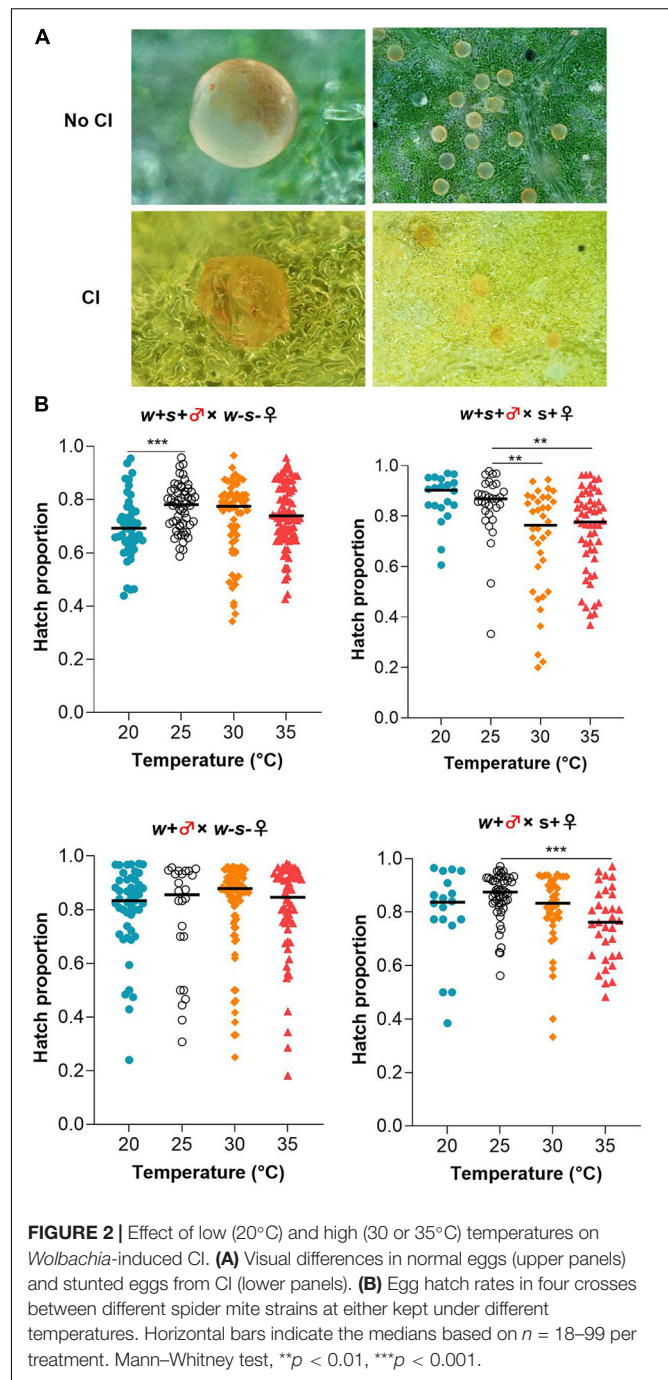 A
No CI
CI
B
w+s+♂ × w-s-♀
w+s+♂ × s+♀
***
**
**
Hatch proportion
1.0
0.8
0.6
0.4
0.2
0.0
20 25 30 35
Temperature (°C)
Hatch proportion
1.0
0.8
0.6
0.4
0.2
0.0
20 25 30 35
Temperature (°C)
w+♂ × w-s-♀
w+♂ × s+♀
***
Hatch proportion
1.0
0.8
0.6
0.4
0.2
0.0
20 25 30 35
Temperature (°C)
Hatch proportion
1.0
0.8
0.6
0.4
0.2
0.0
20 25 30 35
Temperature (°C)
FIGURE 2 | Effect of low (20°C) and high (30 or 35°C) temperatures on
Wolbachia-induced CI. (A) Visual differences in normal eggs (upper panels)
and stunted eggs from CI (lower panels). (B) Egg hatch rates in four crosses
between different spider mite strains at either kept under different
temperatures. Horizontal bars indicate the medians based on n = 18–99 per
treatment. Mann–Whitney test, **p < 0.01, ***p < 0.001.